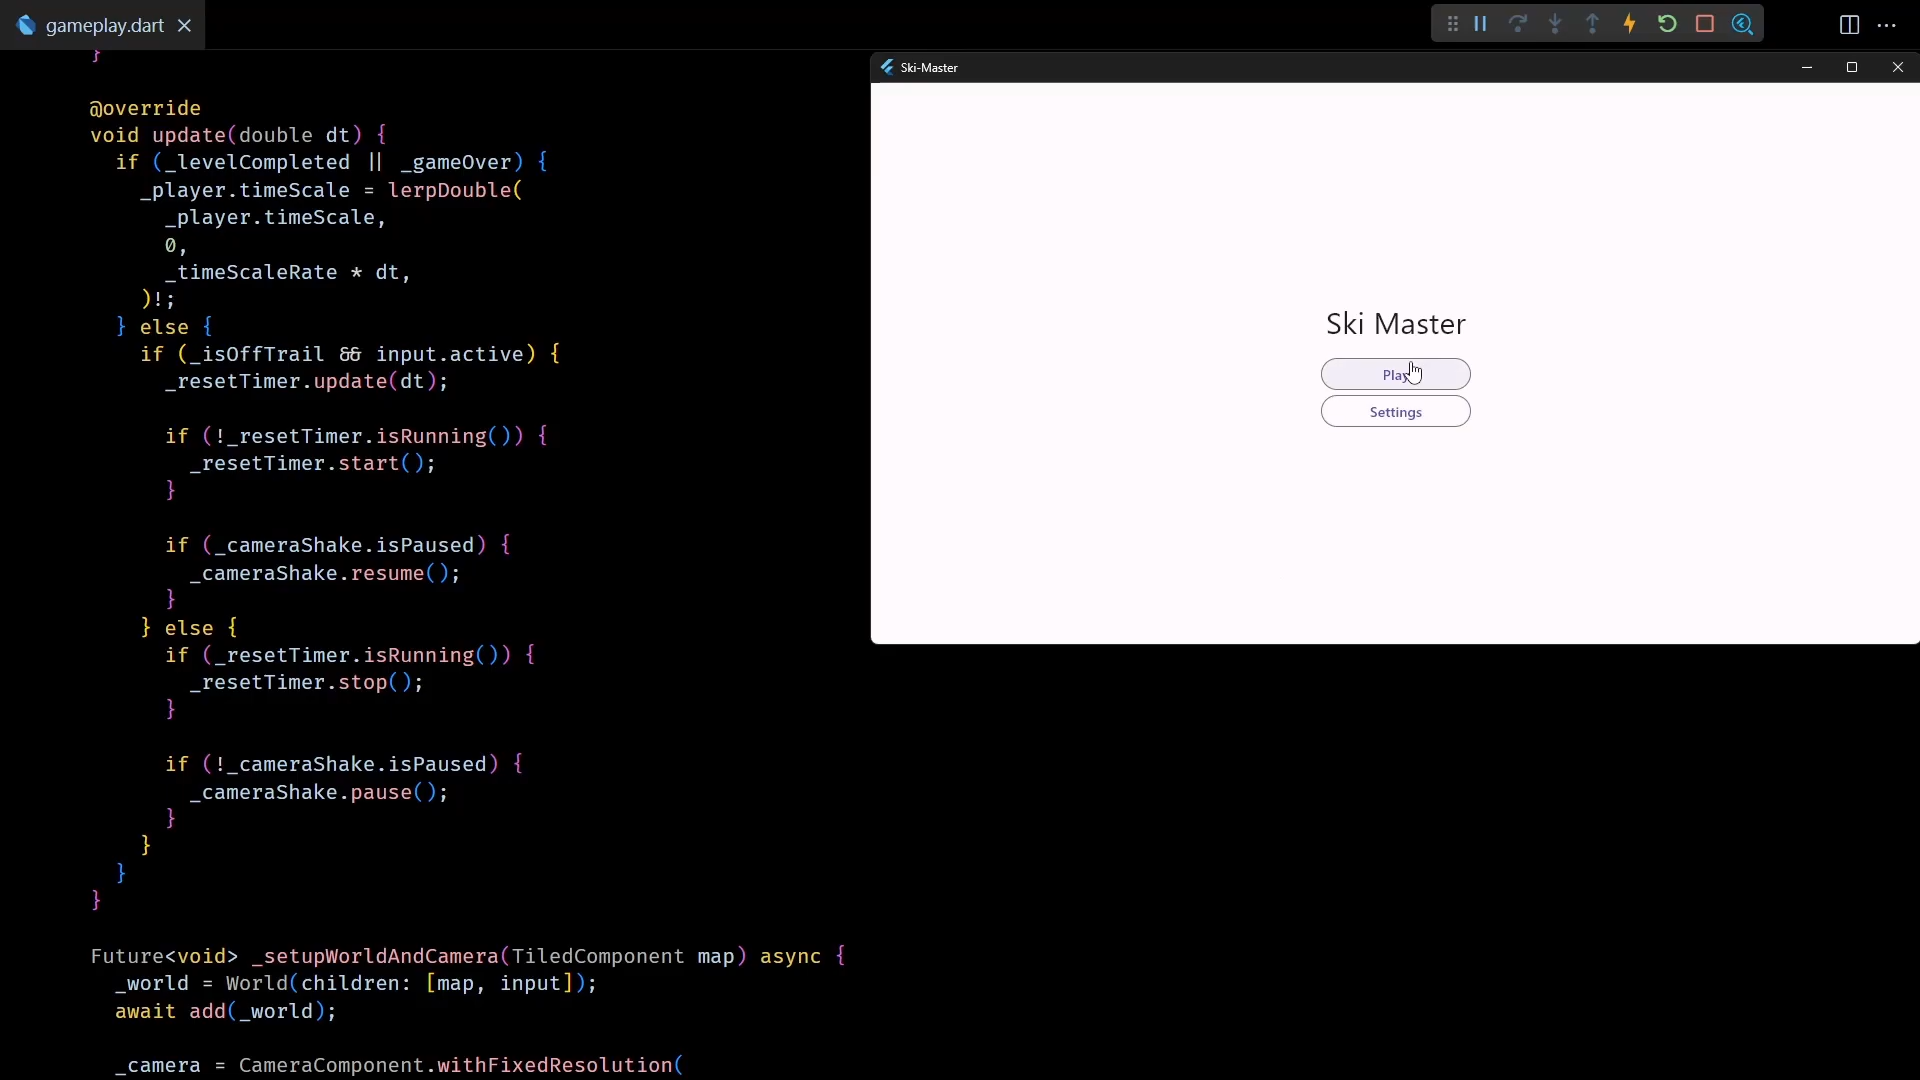 gameplay.dart
}
@override
void update(double dt) {
if (_levelCompleted || _gameOver) {
_player.timeScale = lerpDouble(
_player.timeScale,
0,
_timeScaleRate * dt,
)!;
} else {
if (_isOffTrail && input.active) {
_resetTimer.update(dt);
if (!_resetTimer.isRunning()) {
_resetTimer.start();
}
if (_cameraShake.isPaused) {
_cameraShake.resume();
}
} else {
if (_resetTimer.isRunning()) {
_resetTimer.stop();
}
if (!_cameraShake.isPaused) {
_cameraShake.pause();
}
}
}
}
Future<void> _setupWorldAndCamera(TiledComponent map) async {
_world = World(children: [map, input]);
await add(_world);
_camera = CameraComponent.withFixedResolution(
Ski-Master
Ski Master
Play
Settings